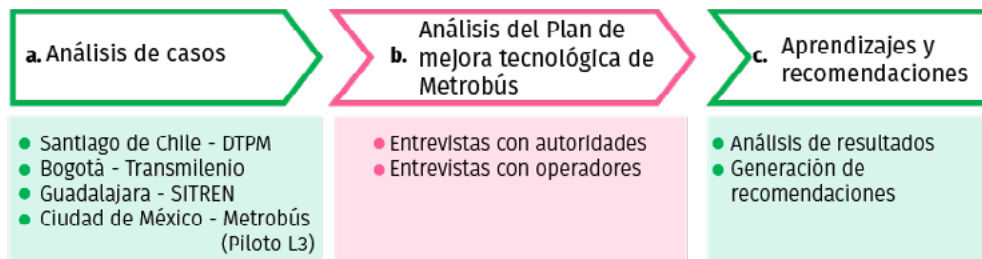 a. Análisis de casos
Santiago de Chile - DTPM
Bogotá - Transmilenio
Guadalajara - SITREN
Ciudad de México - Metrobús
(Piloto L3)
b. Análisis del Plan de
mejora tecnológica de
Metrobús
Entrevistas con autoridades
Entrevistas con operadores
c. Aprendizajes y
recomendaciones
Análisis de resultados
Generación de
recomendaciones